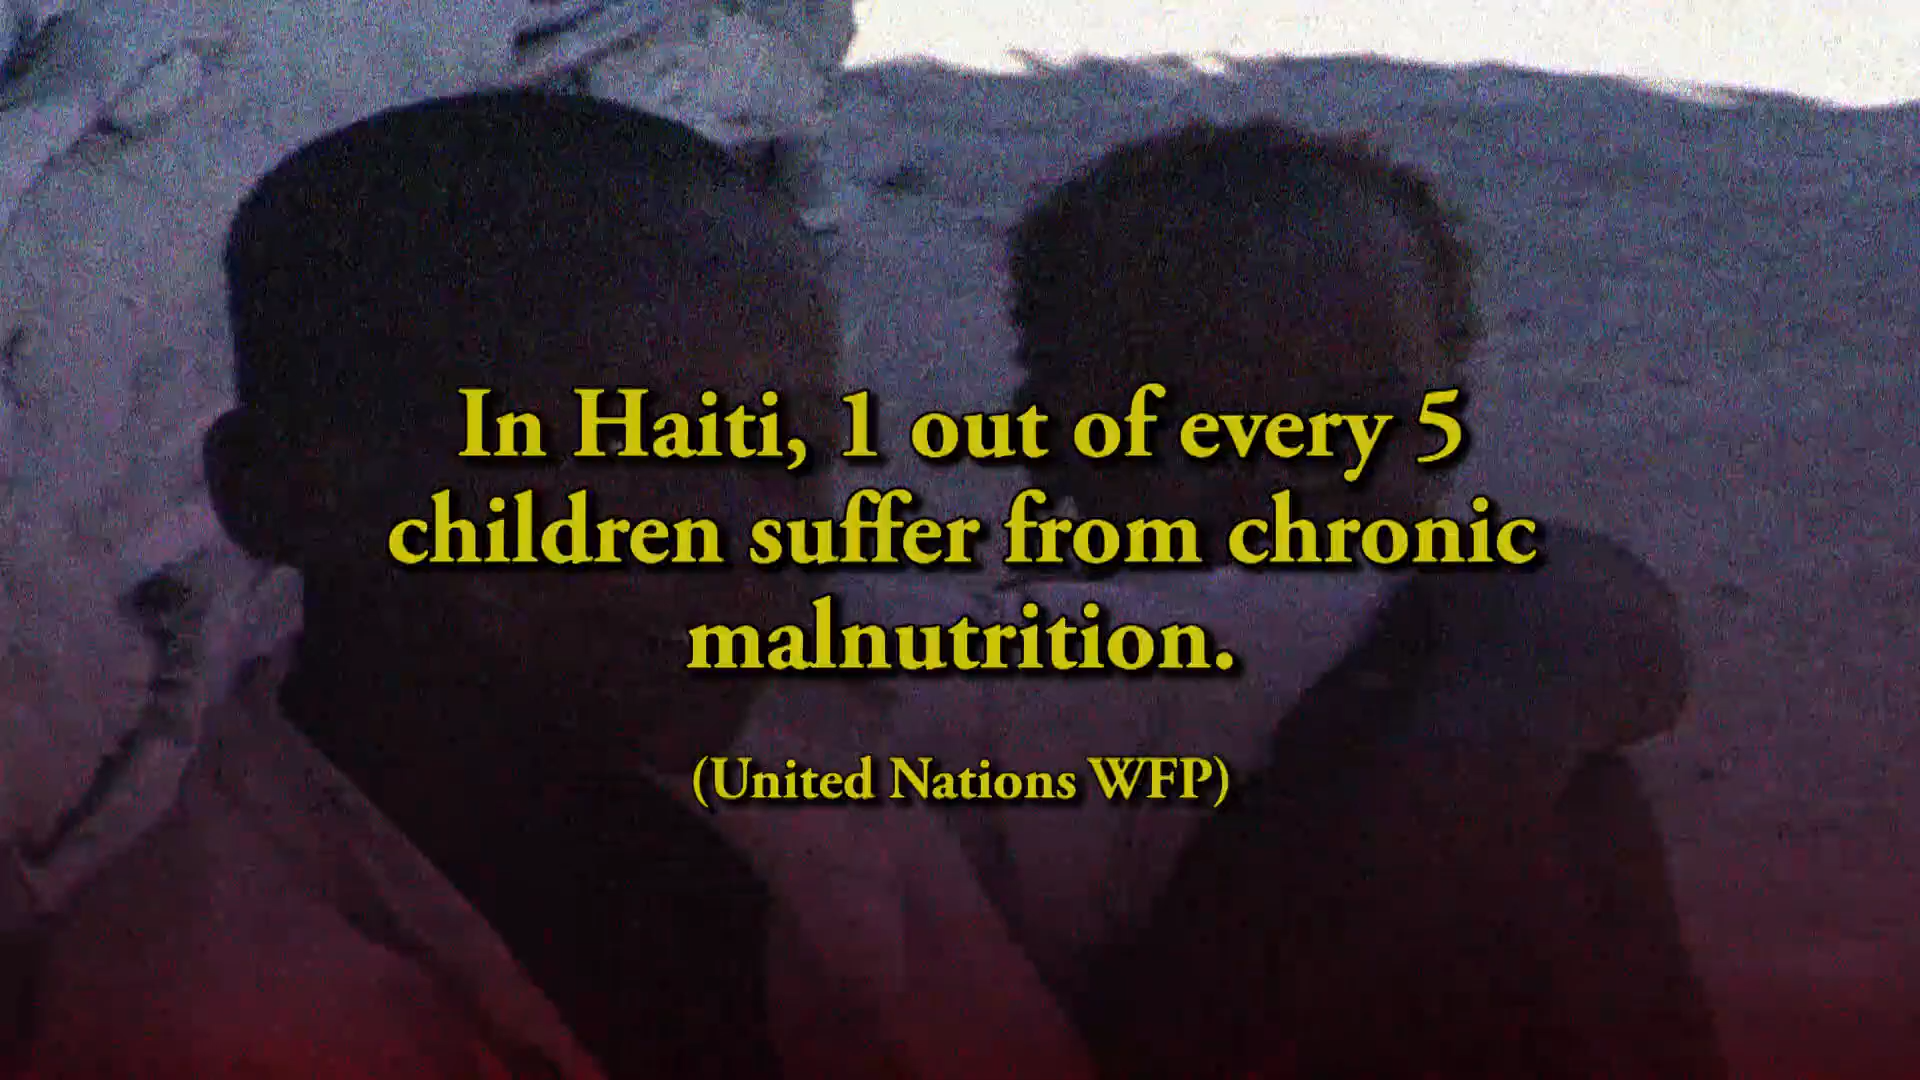 In Haiti, 1 out of every 5
children suffer from chronic
malnutrition.
(United Nations WFP)